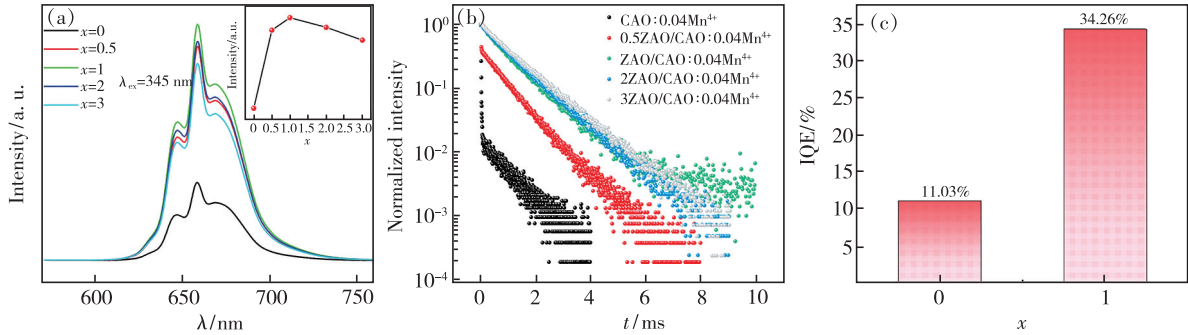 (a)
x=0
x=0.5
x=1
x=2
x=3
λex=345 nm
Intensity/a. u.
600 650 700 750
λ/nm
Intensity/a.u.
0 0.5 1.0 2.0 3.0
x
(b)
CAO:0.04Mn⁴⁺
0.5ZAO/CAO:0.04Mn⁴⁺
ZAO/CAO:0.04Mn⁴⁺
2ZAO/CAO:0.04Mn⁴⁺
3ZAO/CAO:0.04Mn⁴⁺
Normalized intensity
10⁰
10⁻¹
10⁻²
10⁻³
10⁻⁴
0 2 4 6 8 10
t/ms
(c)
34.26%
11.03%
IQE/%
35
30
25
20
15
10
5
0 1
x